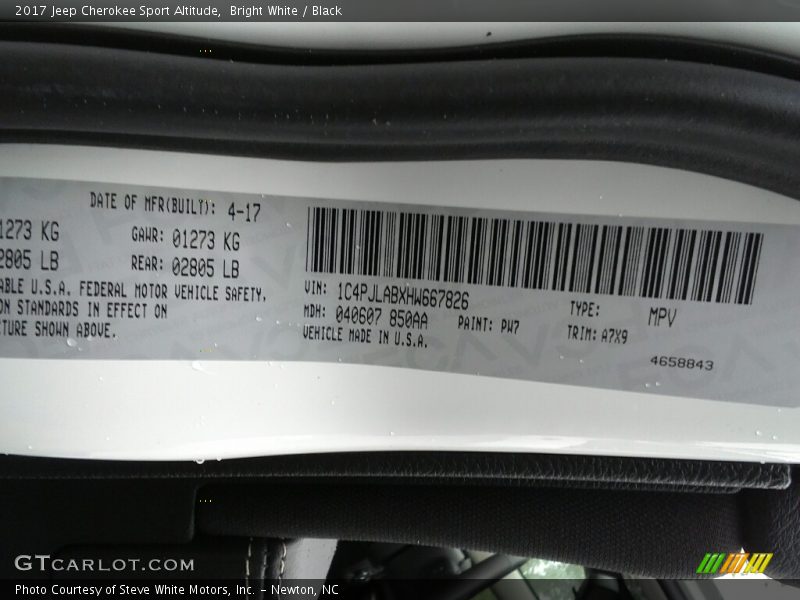 2017 Jeep Cherokee Sport Altitude,  Bright White / Black
DATE OF MFR(BUILT): 4-17
1273 KG GAWR: 01273 KG
2805 LB REAR: 02805 LB
ABLE U.S.A. FEDERAL MOTOR VEHICLE SAFETY.
ON STANDARDS IN EFFECT ON
CTURE SHOWN ABOVE.
VIN: 1C4PJLABXHW667826
MDH: 040607 850AA PAINT: PW7
VEHICLE MADE IN U.S.A.
TYPE: MPV
TRIM: A7X9
4658843
GTCARLOT.COM
Photo Courtesy of Steve White Motors, Inc. – Newton, NC